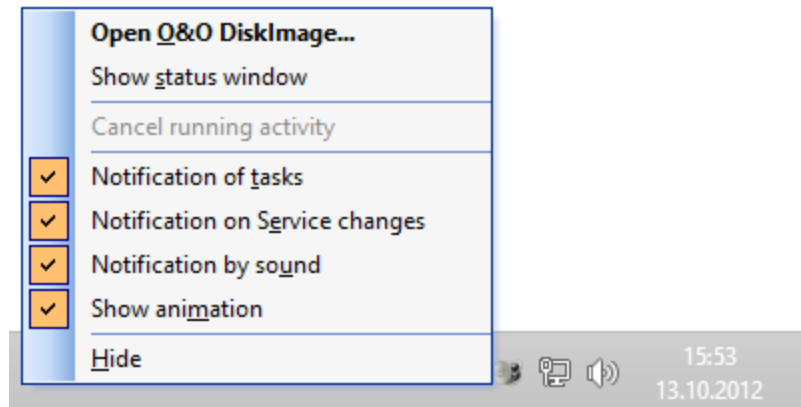 Open O&O DiskImage...
Show status window
Cancel running activity
Notification of tasks
Notification on Service changes
Notification by sound
Show animation
Hide
15:53
13.10.2012